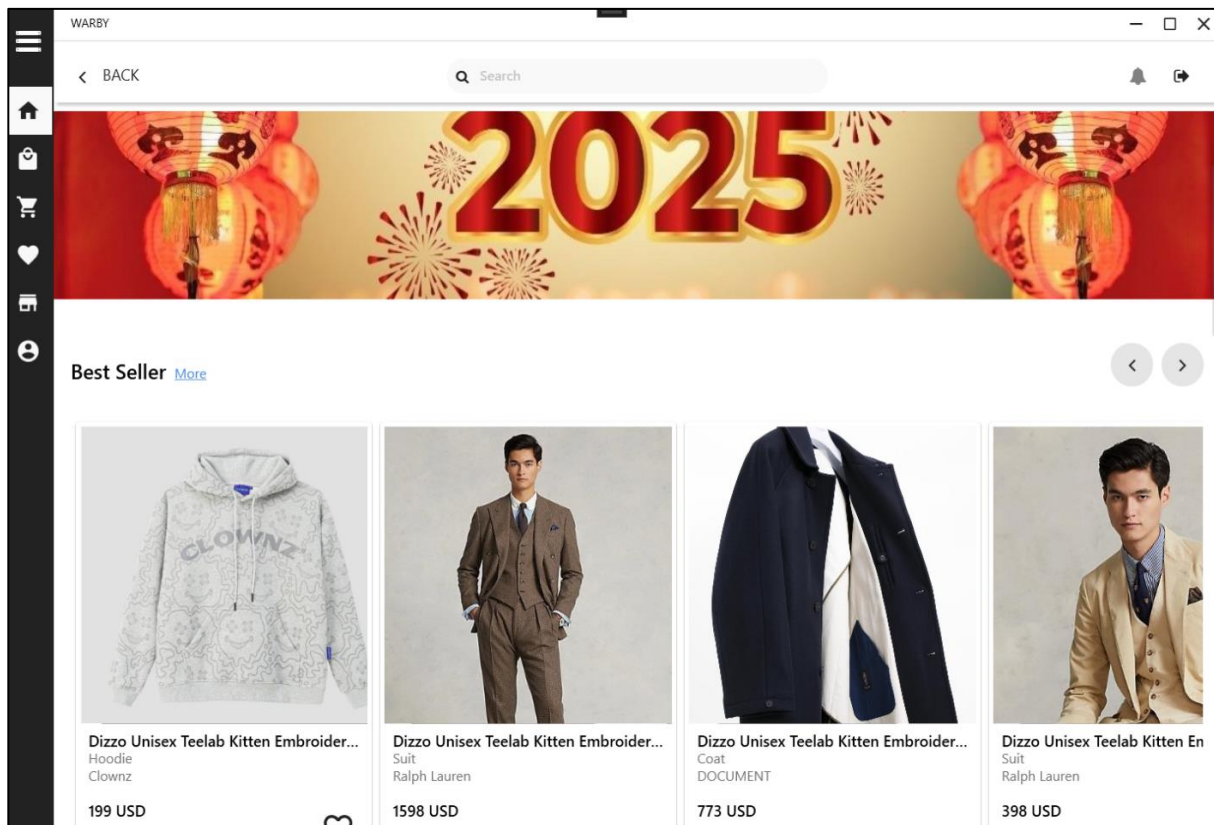 WARBY
BACK
Search
2025
Best Seller More
CLOWNZ
Dizzo Unisex Teelab Kitten Embroider...
Hoodie
Clownz
199 USD
Dizzo Unisex Teelab Kitten Embroider...
Suit
Ralph Lauren
1598 USD
Dizzo Unisex Teelab Kitten Embroider...
Coat
DOCUMENT
773 USD
Dizzo Unisex Teelab Kitten En
Suit
Ralph Lauren
398 USD